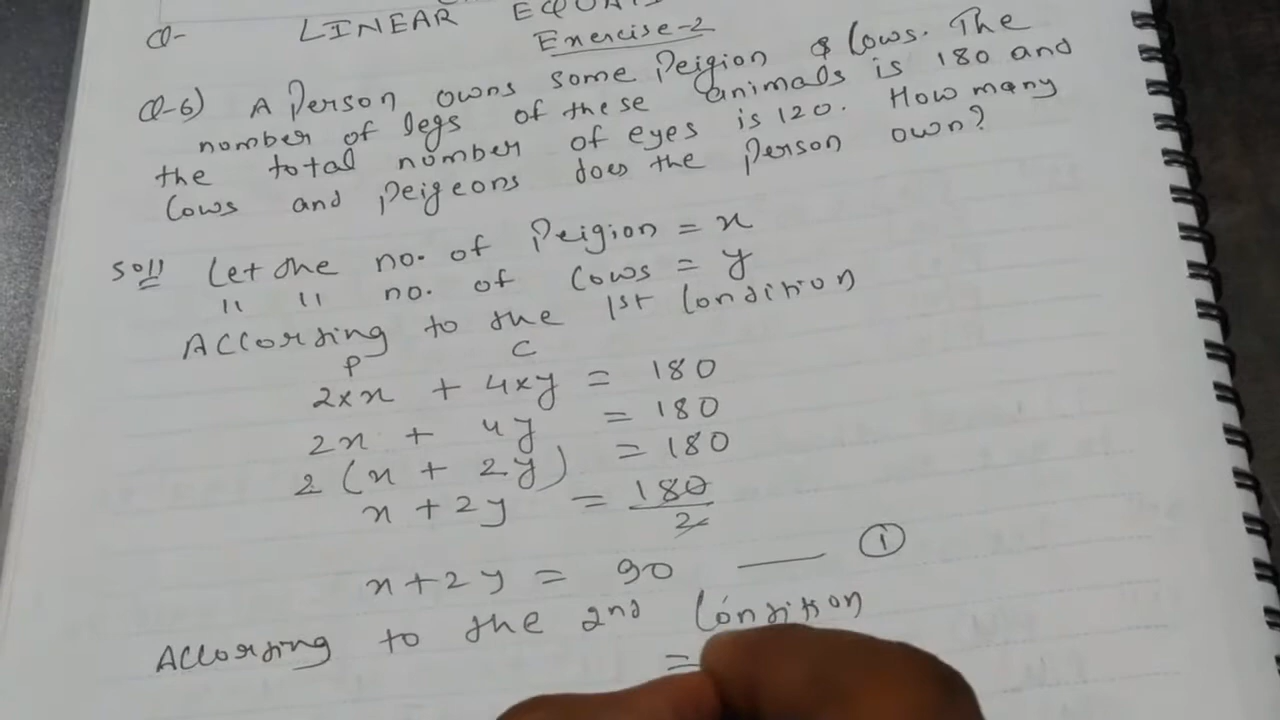 Q-
LINEAR EQUATI
Exercise-2
Q-6) A Person owns some Peigion & Cows. The
number of legs of these animals is 180 and
the total number of eyes is 120. How many
Cows and peigeons does the person own?
Soll Let the no. of Peigion = x
" " no. of Cows = y
According to the 1st Condition
P C
2×x + 4×y = 180
2x + 4y = 180
2 (x + 2y) = 180
x + 2y = 180/2
x + 2y = 90 —— ①
According to the 2nd Condition
=